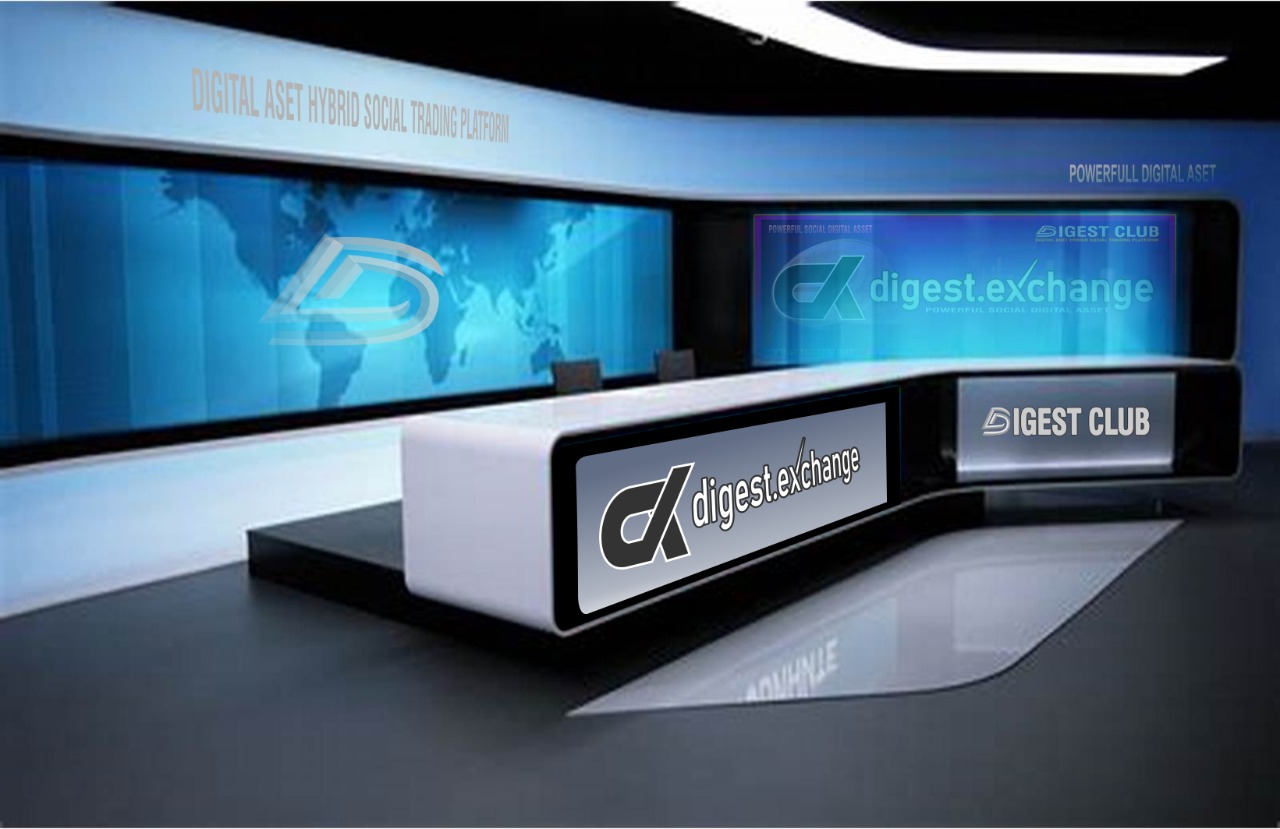 DIGITAL ASET HYBRID SOCIAL TRADING PLATFORM
POWERFULL DIGITAL ASET
POWERFUL SOCIAL DIGITAL ASSET
DIGEST CLUB
DIGITAL ASET HYBRID SOCIAL TRADING PLATFORM
digest.exchange
POWERFUL SOCIAL DIGITAL ASSET
digest.exchange
DIGEST CLUB